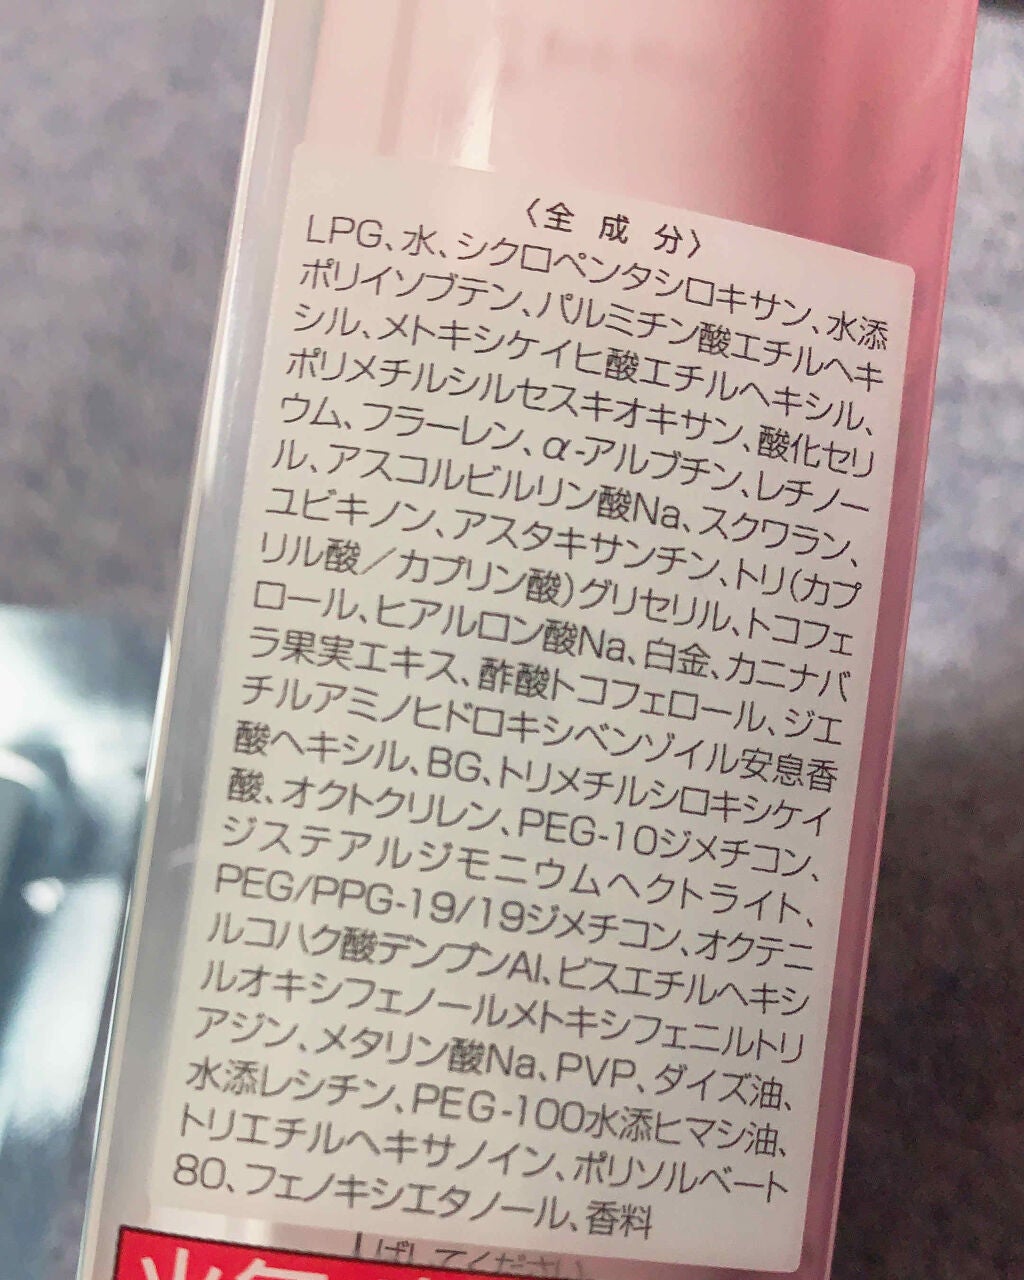 〈全成分〉
LPG、水、シクロペンタシロキサン、水添
ポリイソブテン、パルミチン酸エチルヘキ
シル、メトキシケイヒ酸エチルヘキシル、
ポリメチルシルセスキオキサン、酸化セリ
ウム、フラーレン、α-アルブチン、レチノー
ル、アスコルビルリン酸Na、スクワラン、
ユビキノン、アスタキサンチン、トリ(カプ
リル酸／カプリン酸)グリセリル、トコフェ
ロール、ヒアルロン酸Na、白金、カニナバ
ラ果実エキス、酢酸トコフェロール、ジエ
チルアミノヒドロキシベンゾイル安息香
酸ヘキシル、BG、トリメチルシロキシケイ
酸、オクトクリレン、PEG-10ジメチコン、
ジステアルジモニウムヘクトライト、
PEG/PPG-19/19ジメチコン、オクテニ
ルコハク酸デンプンAl、ビスエチルヘキシ
ルオキシフェノールメトキシフェニルトリ
アジン、メタリン酸Na、PVP、ダイズ油、
水添レシチン、PEG-100水添ヒマシ油、
トリエチルヘキサノイン、ポリソルベート
80、フェノキシエタノール、香料